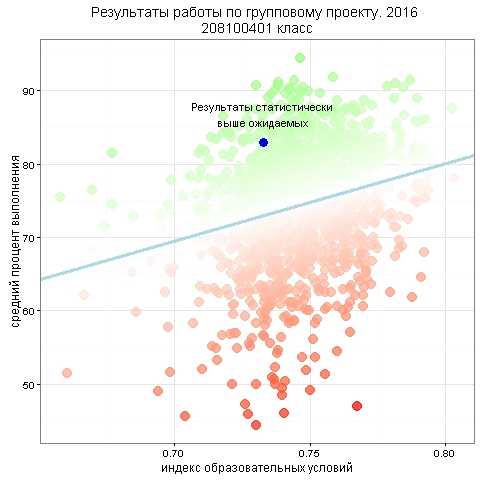 Результаты работы по групповому проекту. 2016
208100401 класс
90
80
70
60
50
средний процент выполнения
Результаты статистически
выше ожидаемых
0.70
0.75
0.80
индекс образовательных условий